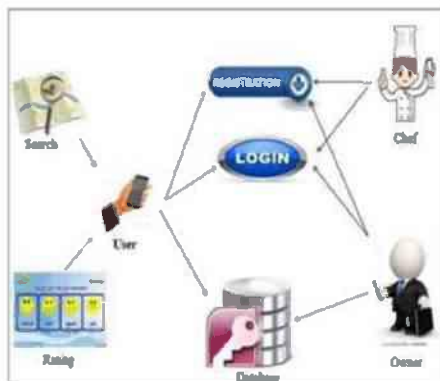 REGISTRATION
Chef
Search
LOGIN
User
Rating
Database
Owner